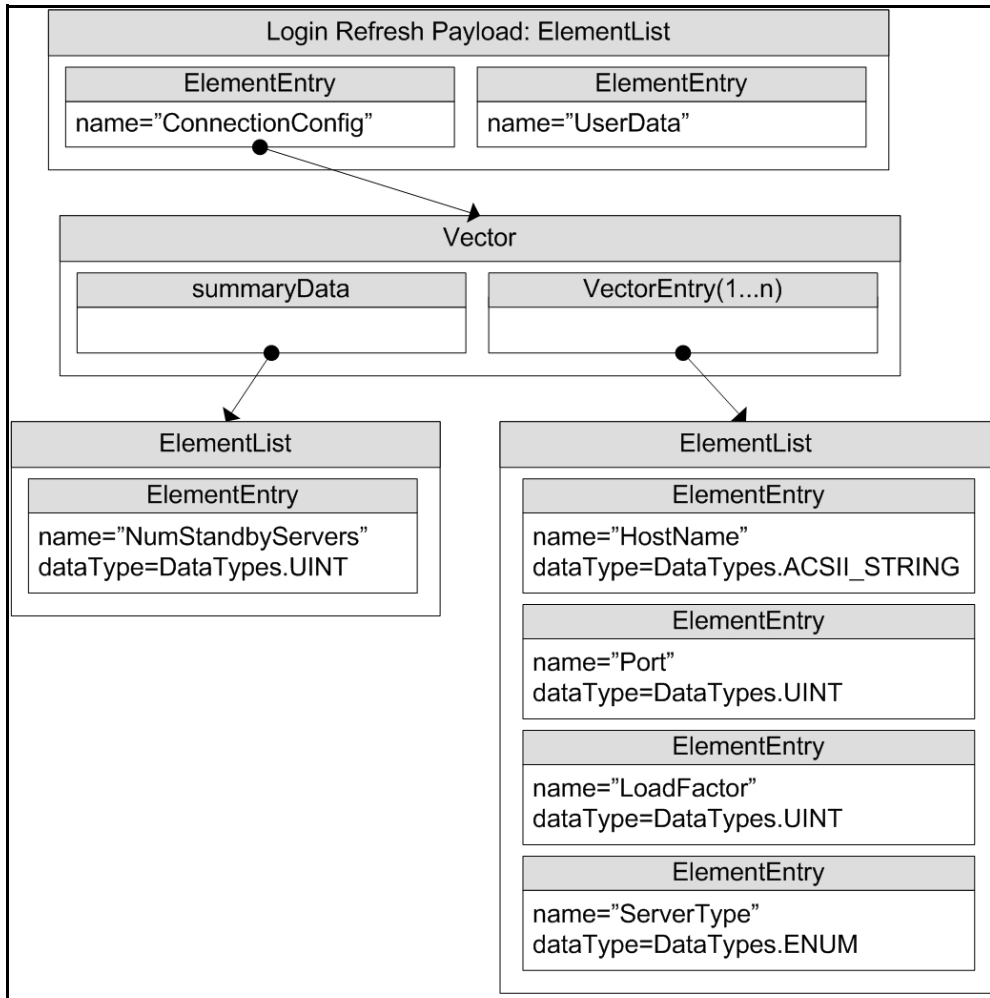 Login Refresh Payload: ElementList
ElementEntry
name=”ConnectionConfig”
ElementEntry
name=”UserData”
Vector
summaryData
VectorEntry(1...n)
ElementList
ElementEntry
name=”NumStandbyServers”
dataType=DataTypes.UINT
ElementList
ElementEntry
name=”HostName”
dataType=DataTypes.ACSII_STRING
ElementEntry
name=”Port”
dataType=DataTypes.UINT
ElementEntry
name=”LoadFactor”
dataType=DataTypes.UINT
ElementEntry
name=”ServerType”
dataType=DataTypes.ENUM